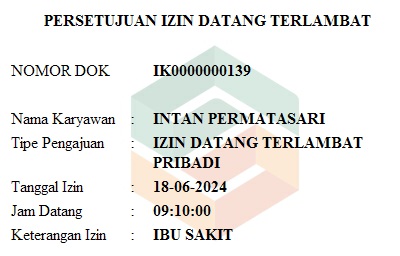 PERSETUJUAN IZIN DATANG TERLAMBAT
NOMOR DOK IK0000000139
Nama Karyawan : INTAN PERMATASARI
Tipe Pengajuan : IZIN DATANG TERLAMBAT
PRIBADI
Tanggal Izin : 18-06-2024
Jam Datang : 09:10:00
Keterangan Izin : IBU SAKIT